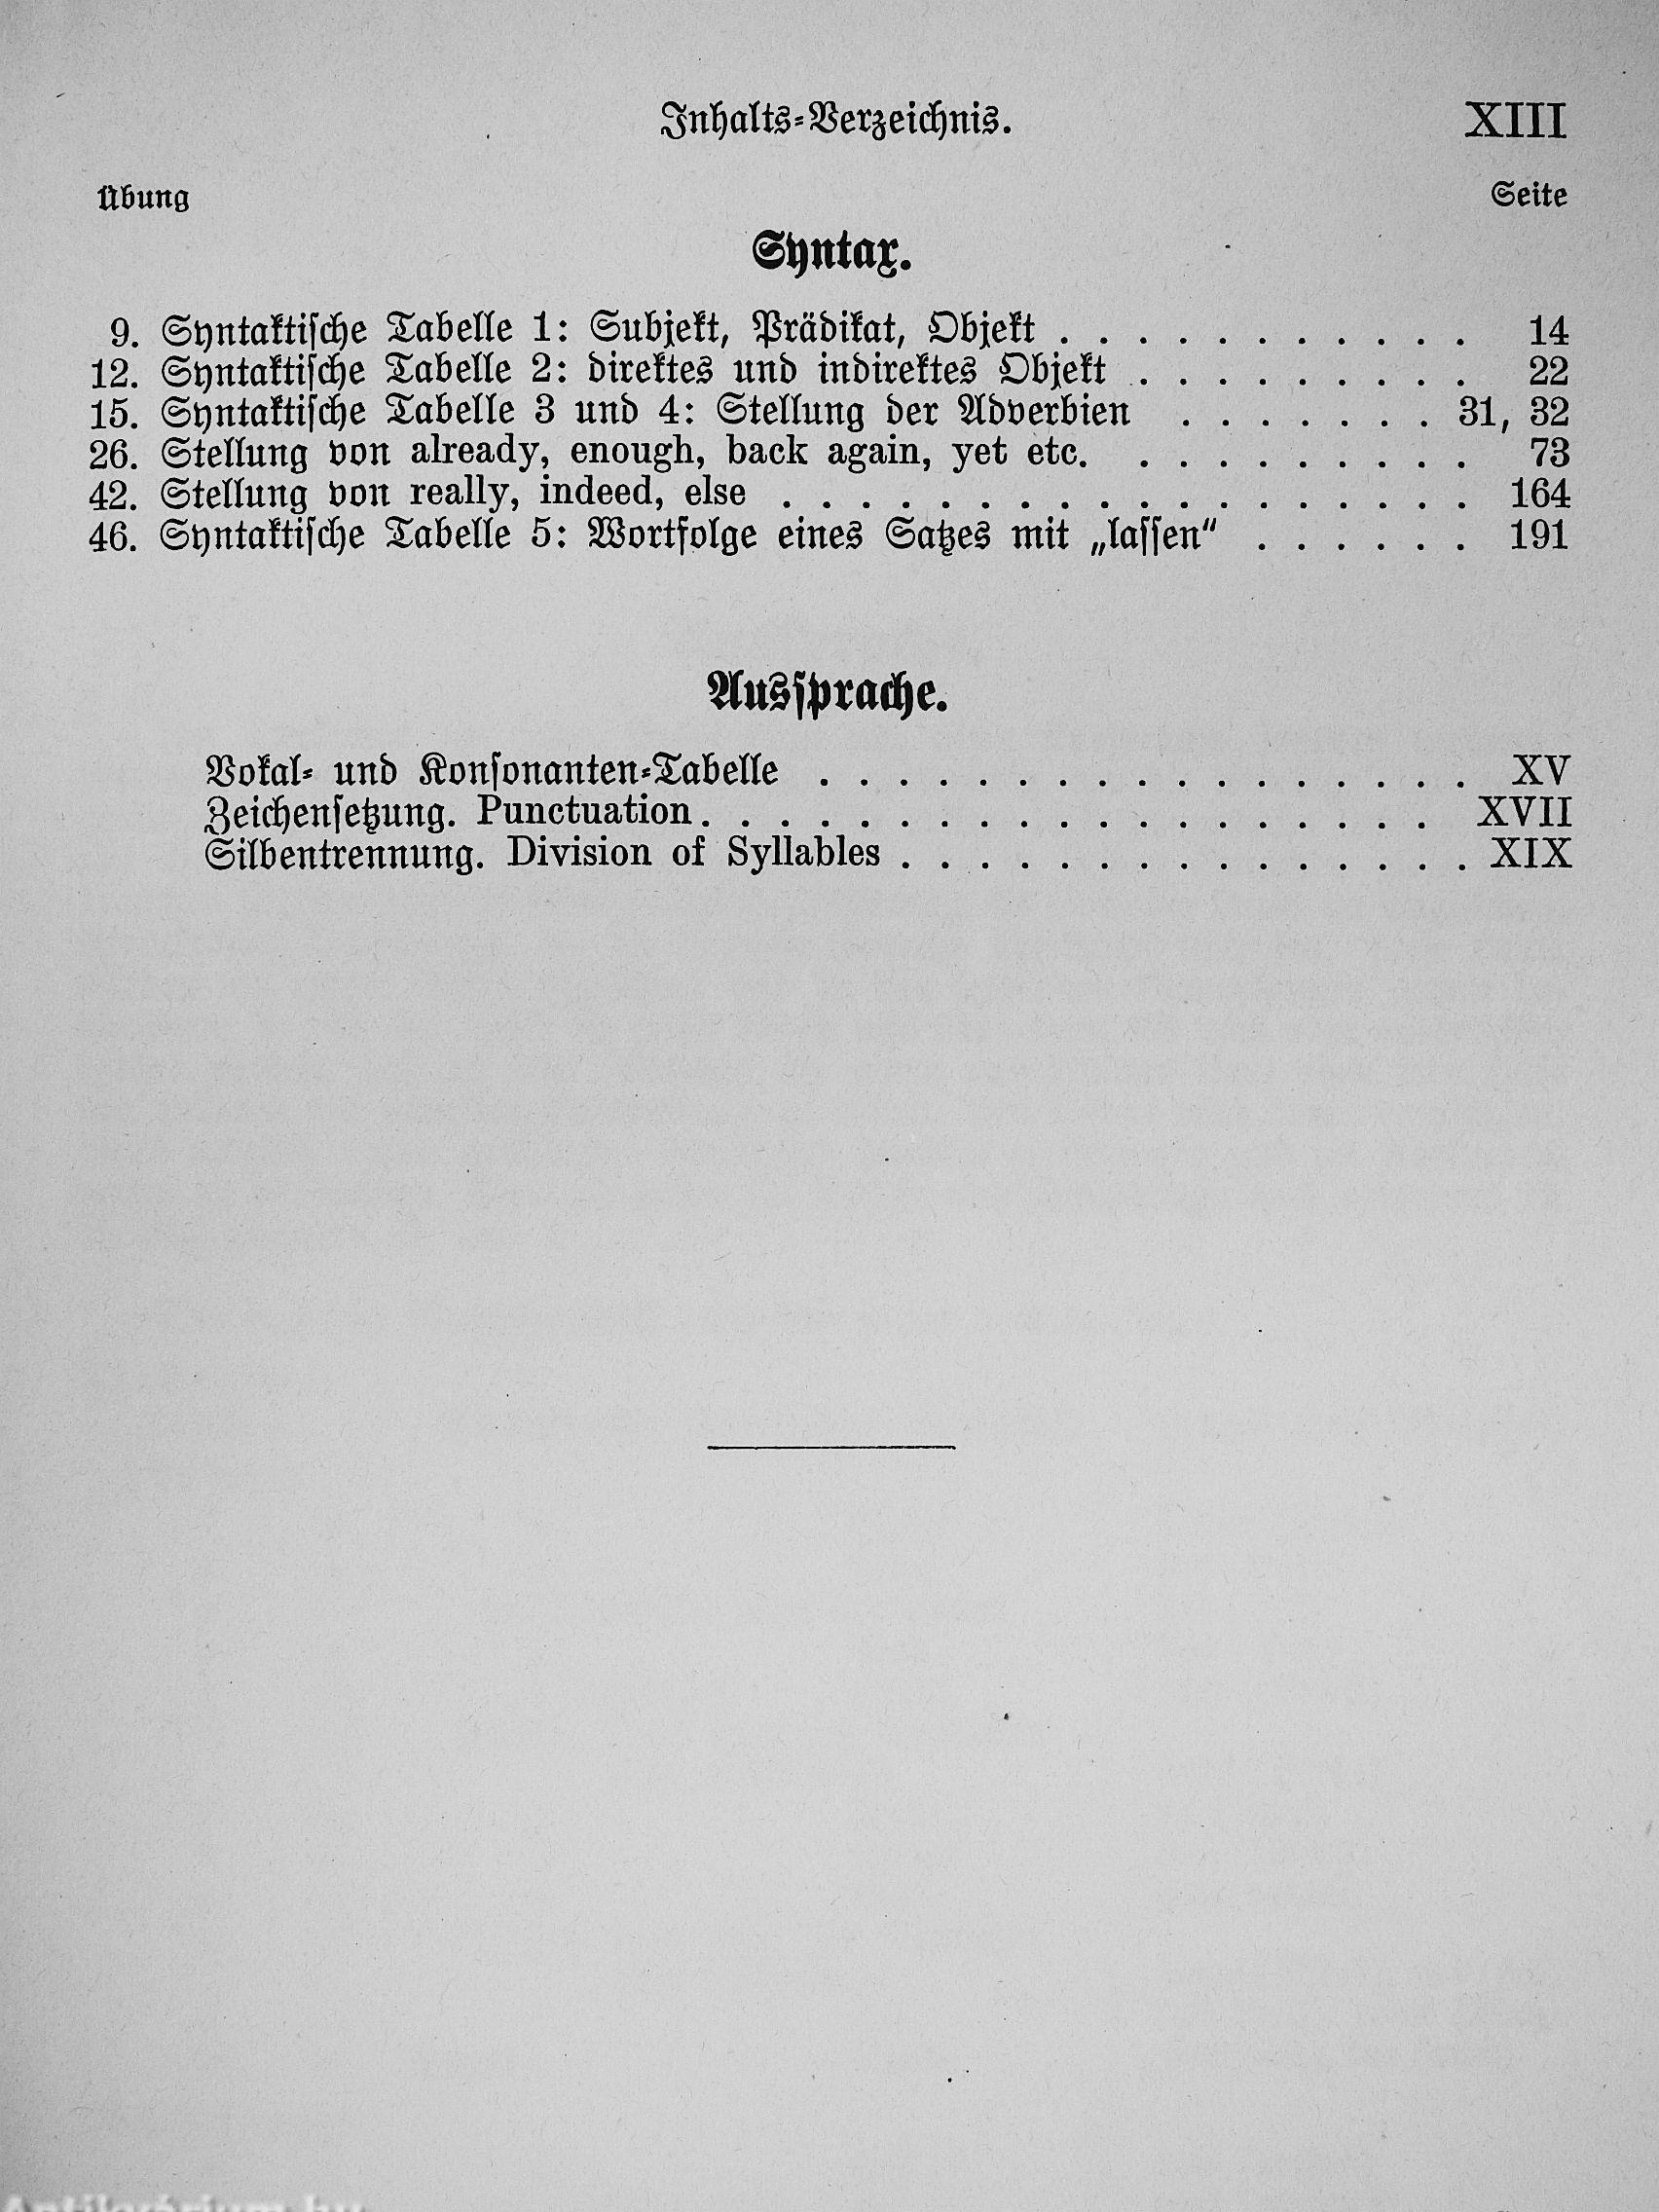 Inhalts-Verzeichnis. XIII
Übung Seite
Syntax.
9. Syntaktische Tabelle 1: Subjekt, Prädikat, Objekt . . . . . . . . . . . 14
12. Syntaktische Tabelle 2: direktes und indirektes Objekt . . . . . . . . . 22
15. Syntaktische Tabelle 3 und 4: Stellung der Adverbien . . . . . . . 31, 32
26. Stellung von already, enough, back again, yet etc. . . . . . . . . . 73
42. Stellung von really, indeed, else . . . . . . . . . . . . . . . . . . 164
46. Syntaktische Tabelle 5: Wortfolge eines Satzes mit „lassen“ . . . . . . 191
Aussprache.
Vokal- und Konsonanten-Tabelle . . . . . . . . . . . . . . . . . XV
Zeichensetzung. Punctuation . . . . . . . . . . . . . . . . . . . XVII
Silbentrennung. Division of Syllables . . . . . . . . . . . . . . . XIX